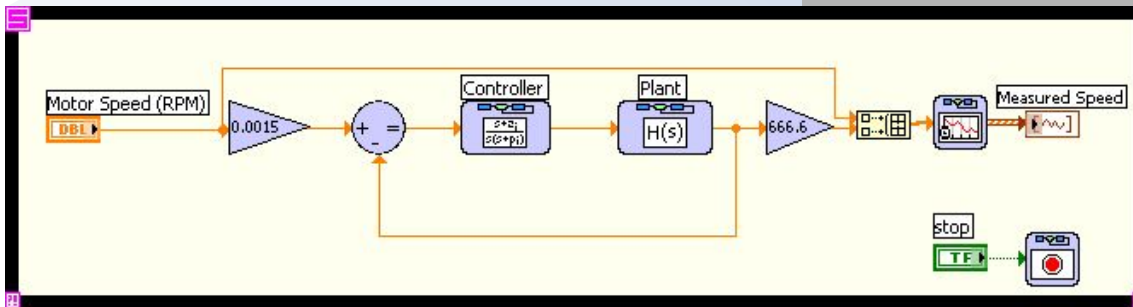 Motor Speed (RPM)
DBL
0.0015
+ =
-
Controller
s+zi
s(s+pi)
Plant
H(s)
666.6
Measured Speed
stop
TF